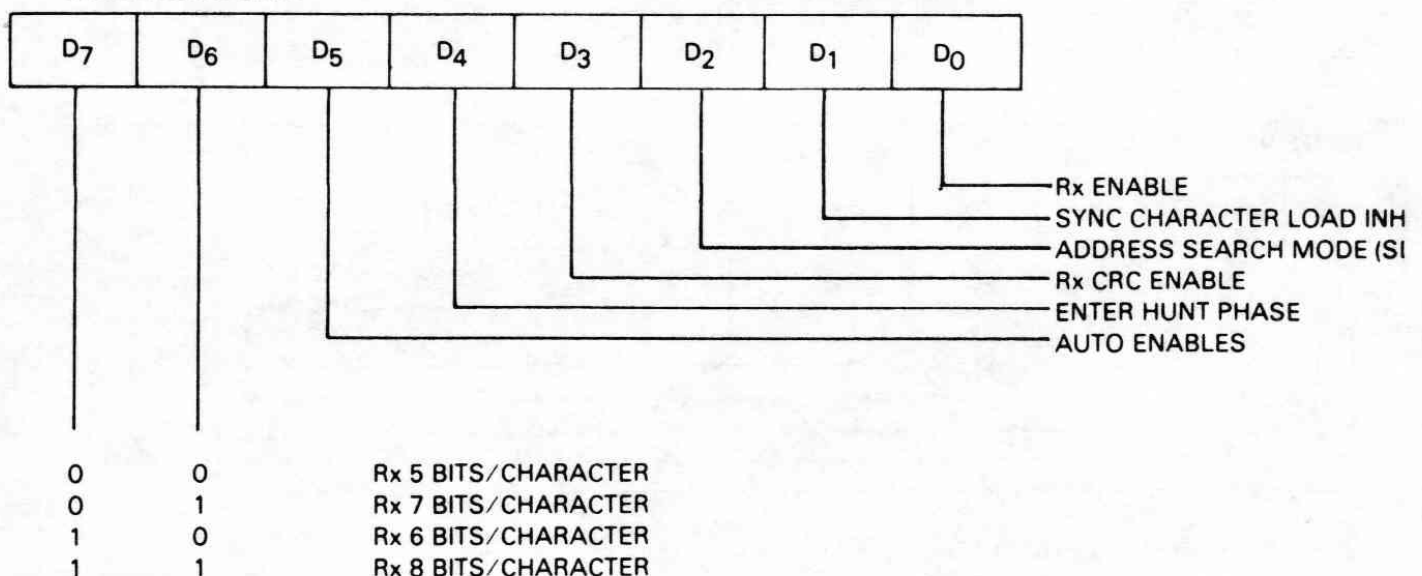 D7 D6 D5 D4 D3 D2 D1 D0
Rx ENABLE
SYNC CHARACTER LOAD INH
ADDRESS SEARCH MODE (SI
Rx CRC ENABLE
ENTER HUNT PHASE
AUTO ENABLES
0 0 Rx 5 BITS/CHARACTER
0 1 Rx 7 BITS/CHARACTER
1 0 Rx 6 BITS/CHARACTER
1 1 Rx 8 BITS/CHARACTER